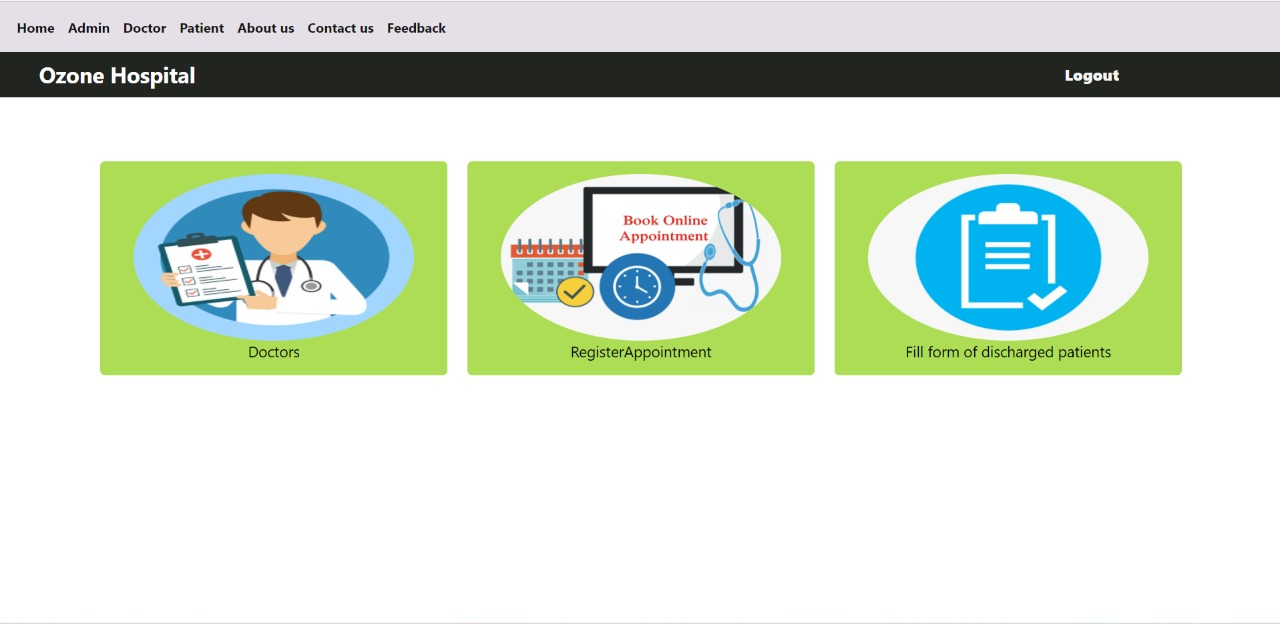 Home Admin Doctor Patient About us Contact us Feedback
Ozone Hospital Logout
Book Online
Appointment
Doctors
RegisterAppointment
Fill form of discharged patients